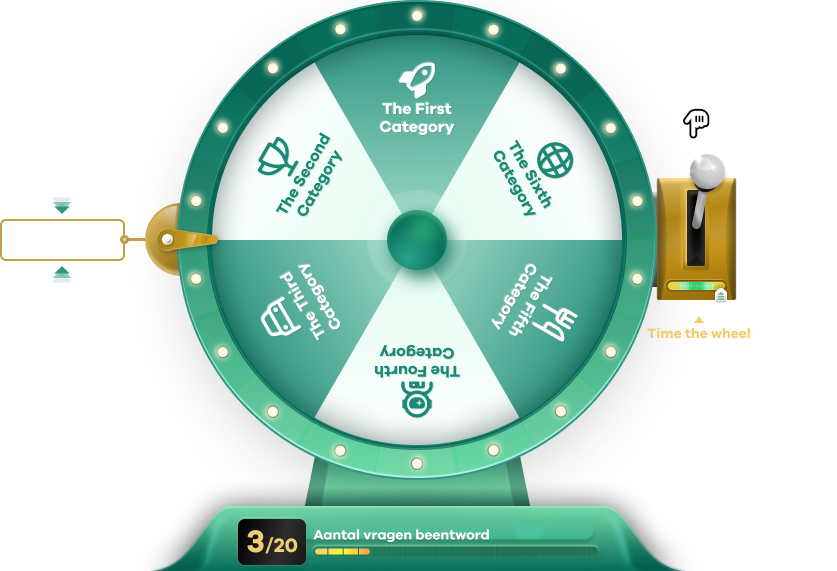 The First
Category
The Second
Category
The Sixth
Category
The Third
Category
The Fifth
Category
The Fourth
Category
Time the wheel
3/20
Aantal vragen beentword